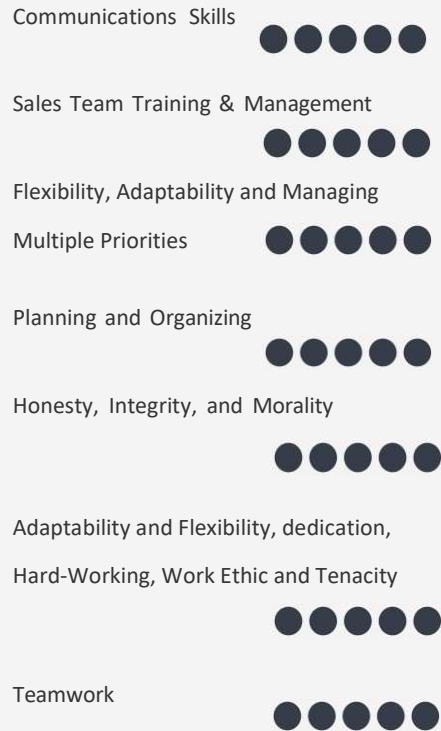 Communications Skills
Sales Team Training & Management
Flexibility, Adaptability and Managing
Multiple Priorities
Planning and Organizing
Honesty, Integrity, and Morality
Adaptability and Flexibility, dedication,
Hard-Working, Work Ethic and Tenacity
Teamwork